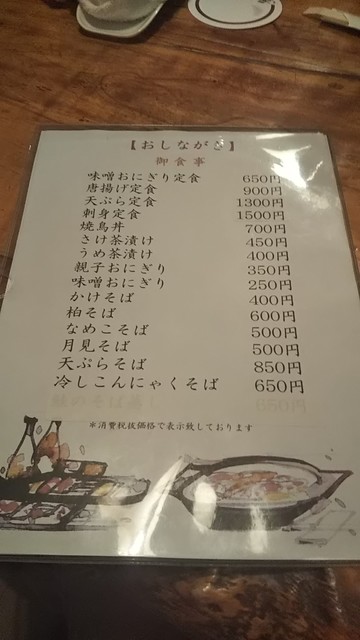 【おしながき】
御食事
味噌おにぎり定食 650円
唐揚げ定食 900円
天ぷら定食 1300円
刺身定食 1500円
焼鳥丼 700円
さけ茶漬け 450円
うめ茶漬け 400円
親子おにぎり 350円
味噌おにぎり 250円
かけそば 400円
柏そば 600円
なめこそば 500円
月見そば 500円
天ぷらそば 850円
冷しこんにゃくそば 650円
650円
＊消費税抜価格で表示致しております